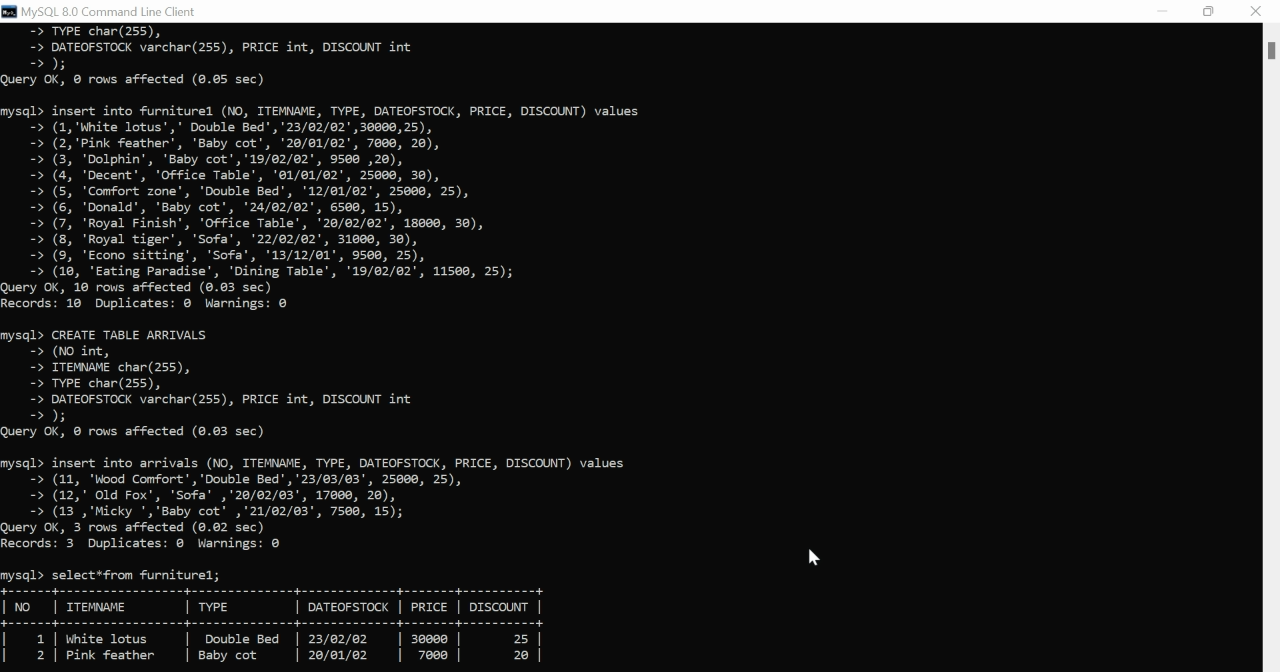 MySQL 8.0 Command Line Client
    -> TYPE char(255),
    -> DATEOFSTOCK varchar(255), PRICE int, DISCOUNT int
    -> );
Query OK, 0 rows affected (0.05 sec)
mysql> insert into furniture1 (NO, ITEMNAME, TYPE, DATEOFSTOCK, PRICE, DISCOUNT) values
    -> (1,'White lotus',' Double Bed','23/02/02',30000,25),
    -> (2,'Pink feather', 'Baby cot', '20/01/02', 7000, 20),
    -> (3, 'Dolphin', 'Baby cot','19/02/02', 9500 ,20),
    -> (4, 'Decent', 'Office Table', '01/01/02', 25000, 30),
    -> (5, 'Comfort zone', 'Double Bed', '12/01/02', 25000, 25),
    -> (6, 'Donald', 'Baby cot', '24/02/02', 6500, 15),
    -> (7, 'Royal Finish', 'Office Table', '20/02/02', 18000, 30),
    -> (8, 'Royal tiger', 'Sofa', '22/02/02', 31000, 30),
    -> (9, 'Econo sitting', 'Sofa', '13/12/01', 9500, 25),
    -> (10, 'Eating Paradise', 'Dining Table', '19/02/02', 11500, 25);
Query OK, 10 rows affected (0.03 sec)
Records: 10  Duplicates: 0  Warnings: 0
mysql> CREATE TABLE ARRIVALS
    -> (NO int,
    -> ITEMNAME char(255),
    -> TYPE char(255),
    -> DATEOFSTOCK varchar(255), PRICE int, DISCOUNT int
    -> );
Query OK, 0 rows affected (0.03 sec)
mysql> insert into arrivals (NO, ITEMNAME, TYPE, DATEOFSTOCK, PRICE, DISCOUNT) values
    -> (11, 'Wood Comfort','Double Bed','23/03/03', 25000, 25),
    -> (12,' Old Fox', 'Sofa' ,'20/02/03', 17000, 20),
    -> (13 ,'Micky ','Baby cot' ,'21/02/03', 7500, 15);
Query OK, 3 rows affected (0.02 sec)
Records: 3  Duplicates: 0  Warnings: 0
mysql> select*from furniture1;
+------+-----------------+--------------+-------------+-------+----------+
| NO   | ITEMNAME        | TYPE         | DATEOFSTOCK | PRICE | DISCOUNT |
+------+-----------------+--------------+-------------+-------+----------+
|    1 | White lotus     |  Double Bed  | 23/02/02    | 30000 |       25 |
|    2 | Pink feather    | Baby cot     | 20/01/02    |  7000 |       20 |